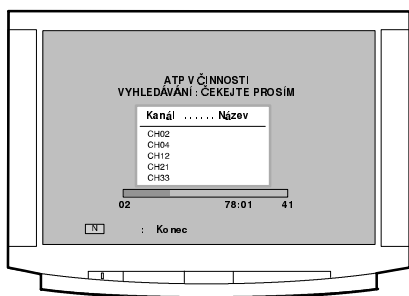 ATP V ČINNOSTI
VYHLEDÁVÁNÍ : ČEKEJTE PROSÍM
Kanál ...... Název
CH02
CH04
CH12
CH21
CH33
02 78:01 41
N : Konec